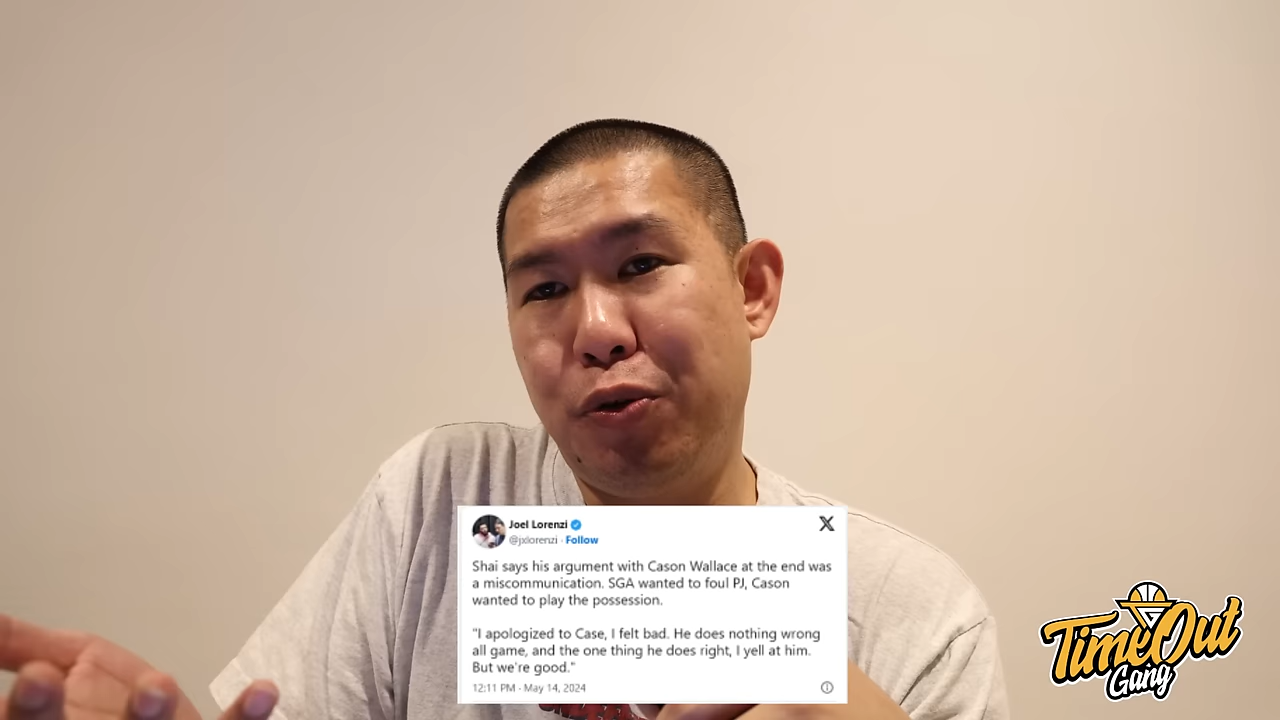 Joel Lorenzi
@jxlorenzi · Follow
Shai says his argument with Cason Wallace at the end was
a miscommunication. SGA wanted to foul PJ, Cason
wanted to play the possession.
"I apologized to Case, I felt bad. He does nothing wrong
all game, and the one thing he does right, I yell at him.
But we're good."
12:11 PM · May 14, 2024
TimeOut
Gang